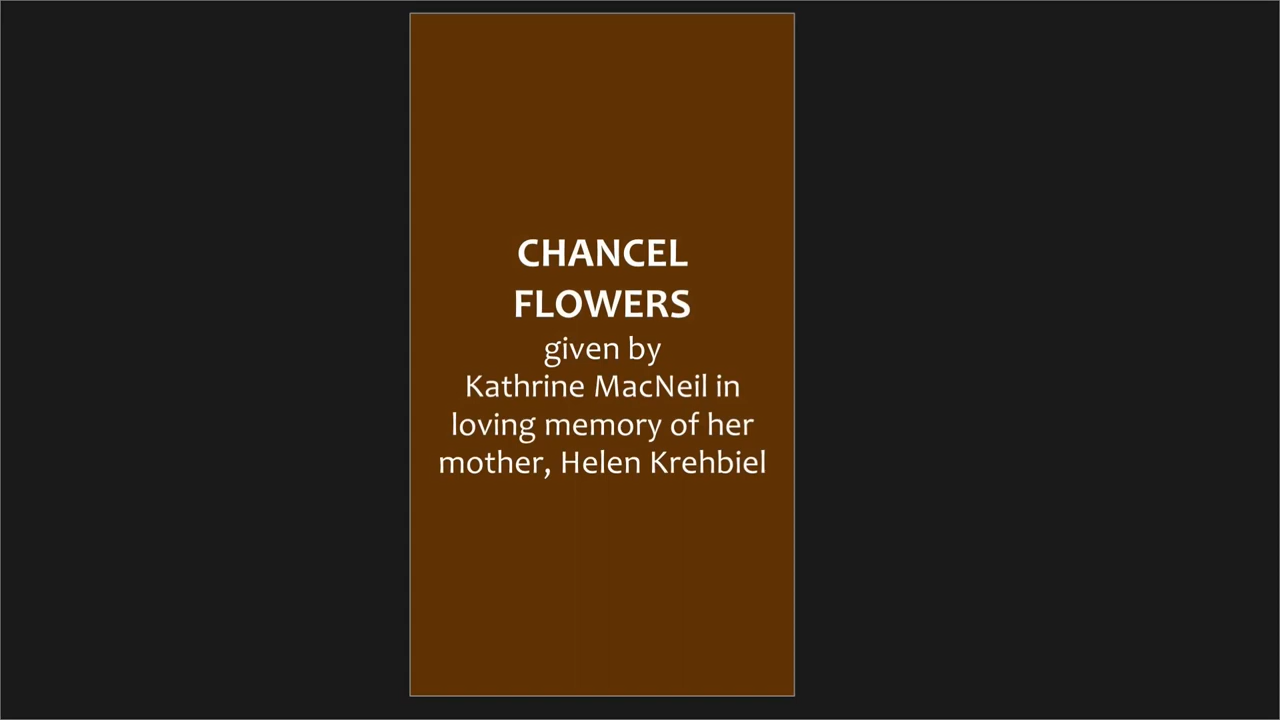 CHANCEL
FLOWERS
given by
Kathrine MacNeil in
loving memory of her
mother, Helen Krehbiel